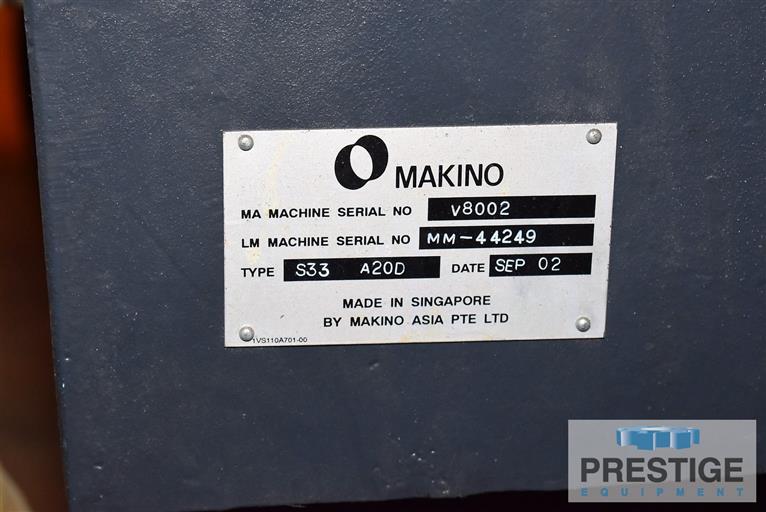 MAKINO
MA MACHINE SERIAL NO V8002
LM MACHINE SERIAL NO MM-44249
TYPE S33 A20D DATE SEP 02
MADE IN SINGAPORE
BY MAKINO ASIA PTE LTD
1VS110A701-00
PRESTIGE
EQUIPMENT